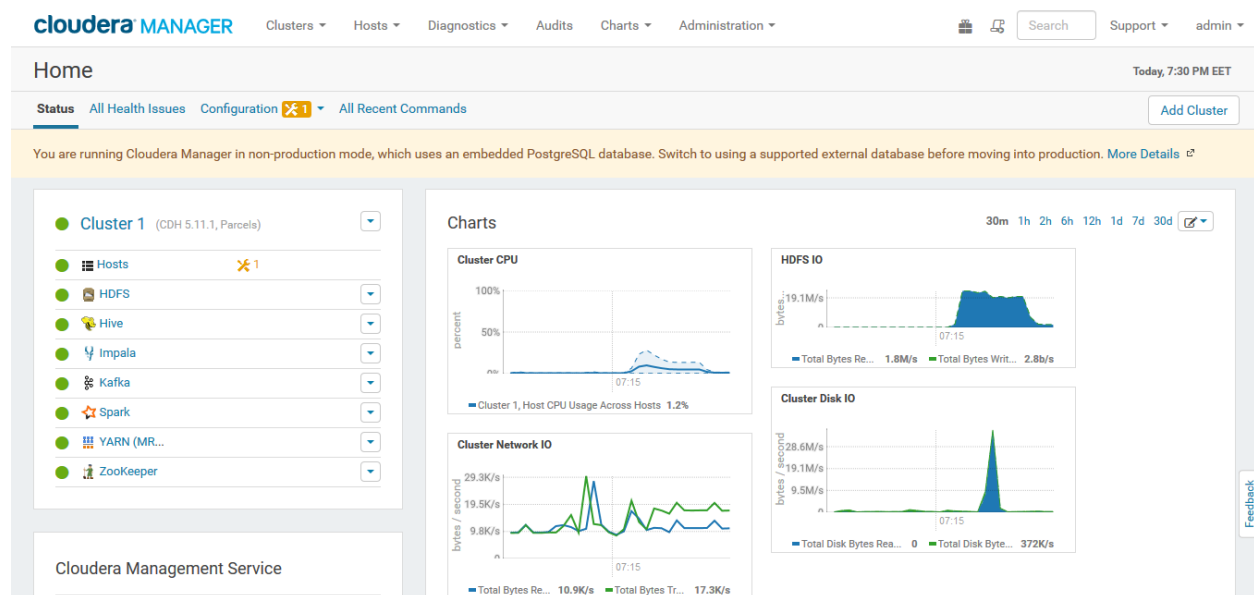 cloudera MANAGER Clusters Hosts Diagnostics Audits Charts Administration Search Support admin
Home Today, 7:30 PM EET
Status All Health Issues Configuration 1 All Recent Commands Add Cluster
You are running Cloudera Manager in non-production mode, which uses an embedded PostgreSQL database. Switch to using a supported external database before moving into production. More Details
Cluster 1 (CDH 5.11.1, Parcels)
Hosts 1
HDFS
Hive
Impala
Kafka
Spark
YARN (MR...
ZooKeeper
Cloudera Management Service
Charts 30m 1h 2h 6h 12h 1d 7d 30d
Cluster CPU
percent
100%
50%
0%
07:15
Cluster 1, Host CPU Usage Across Hosts 1.2%
HDFS IO
bytes...
19.1M/s
0
07:15
Total Bytes Re... 1.8M/s Total Bytes Writ... 2.8b/s
Cluster Network IO
bytes / second
29.3K/s
19.5K/s
9.8K/s
0
07:15
Total Bytes Re... 10.9K/s Total Bytes Tr... 17.3K/s
Cluster Disk IO
bytes / second
28.6M/s
19.1M/s
9.5M/s
0
07:15
Total Disk Bytes Rea... 0 Total Disk Byte... 372K/s
Feedback